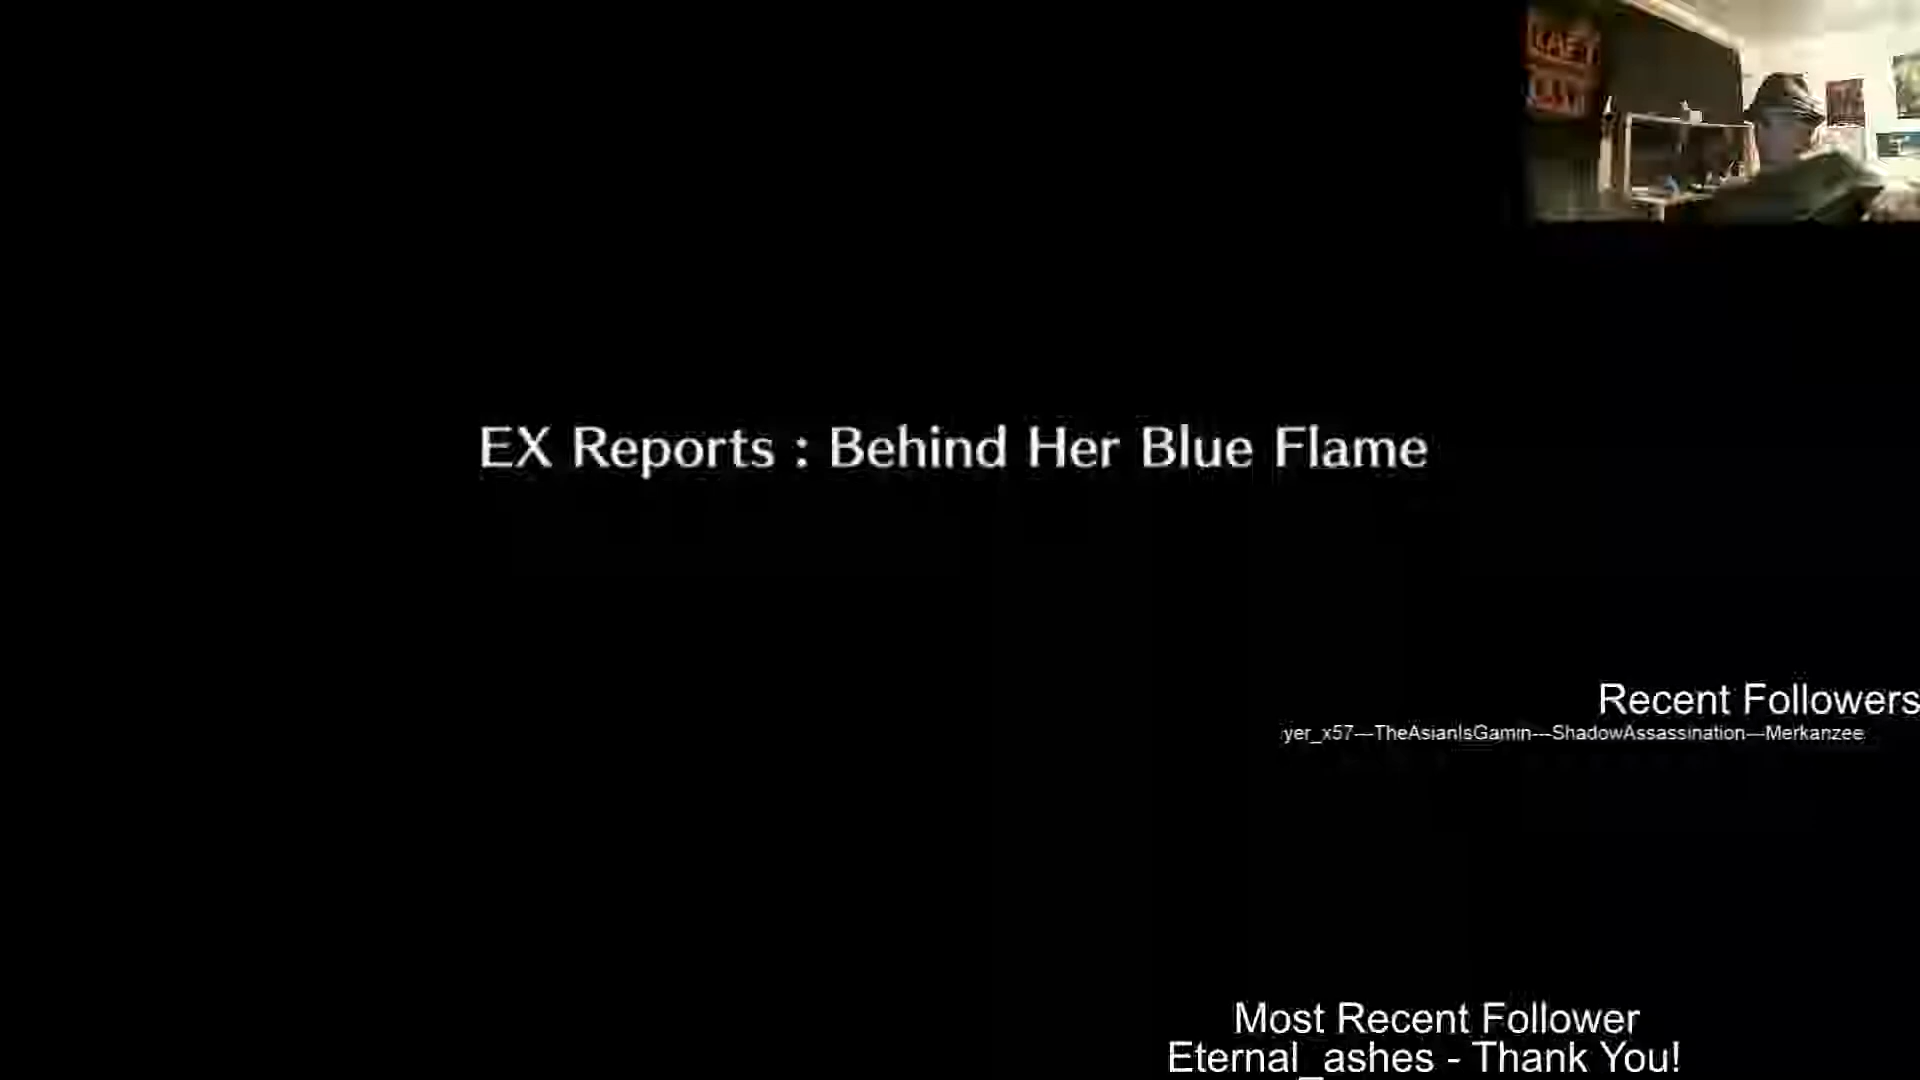 EX Reports : Behind Her Blue Flame
Recent Followers
yer_x57---TheAsianIsGamin---ShadowAssassination---Merkanzee
Most Recent Follower
Eternal_ashes - Thank You!